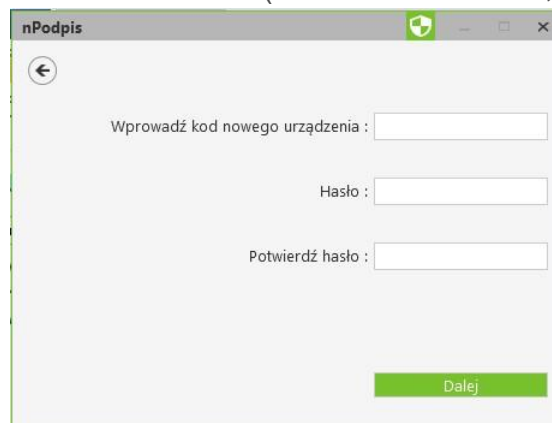 nPodpis
Wprowadź kod nowego urządzenia :
Hasło :
Potwierdź hasło :
Dalej